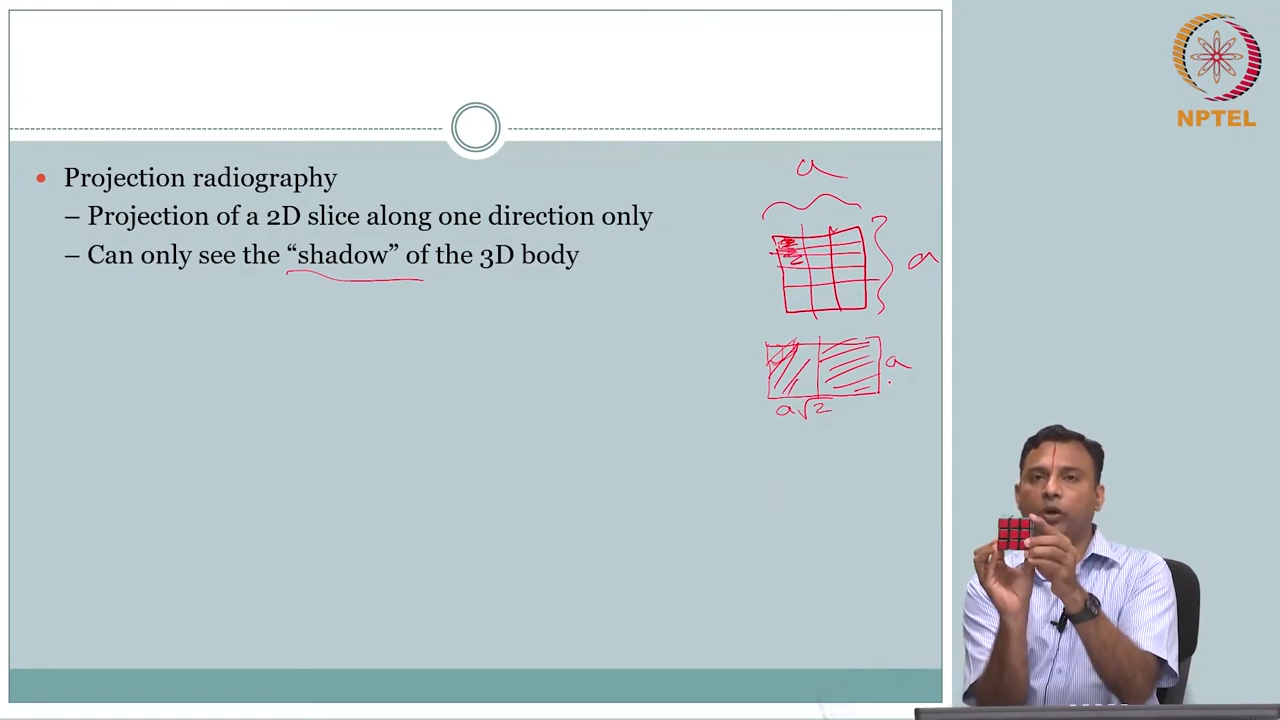 NPTEL
Projection radiography
– Projection of a 2D slice along one direction only
– Can only see the “shadow” of the 3D body
a
a
a
a√2